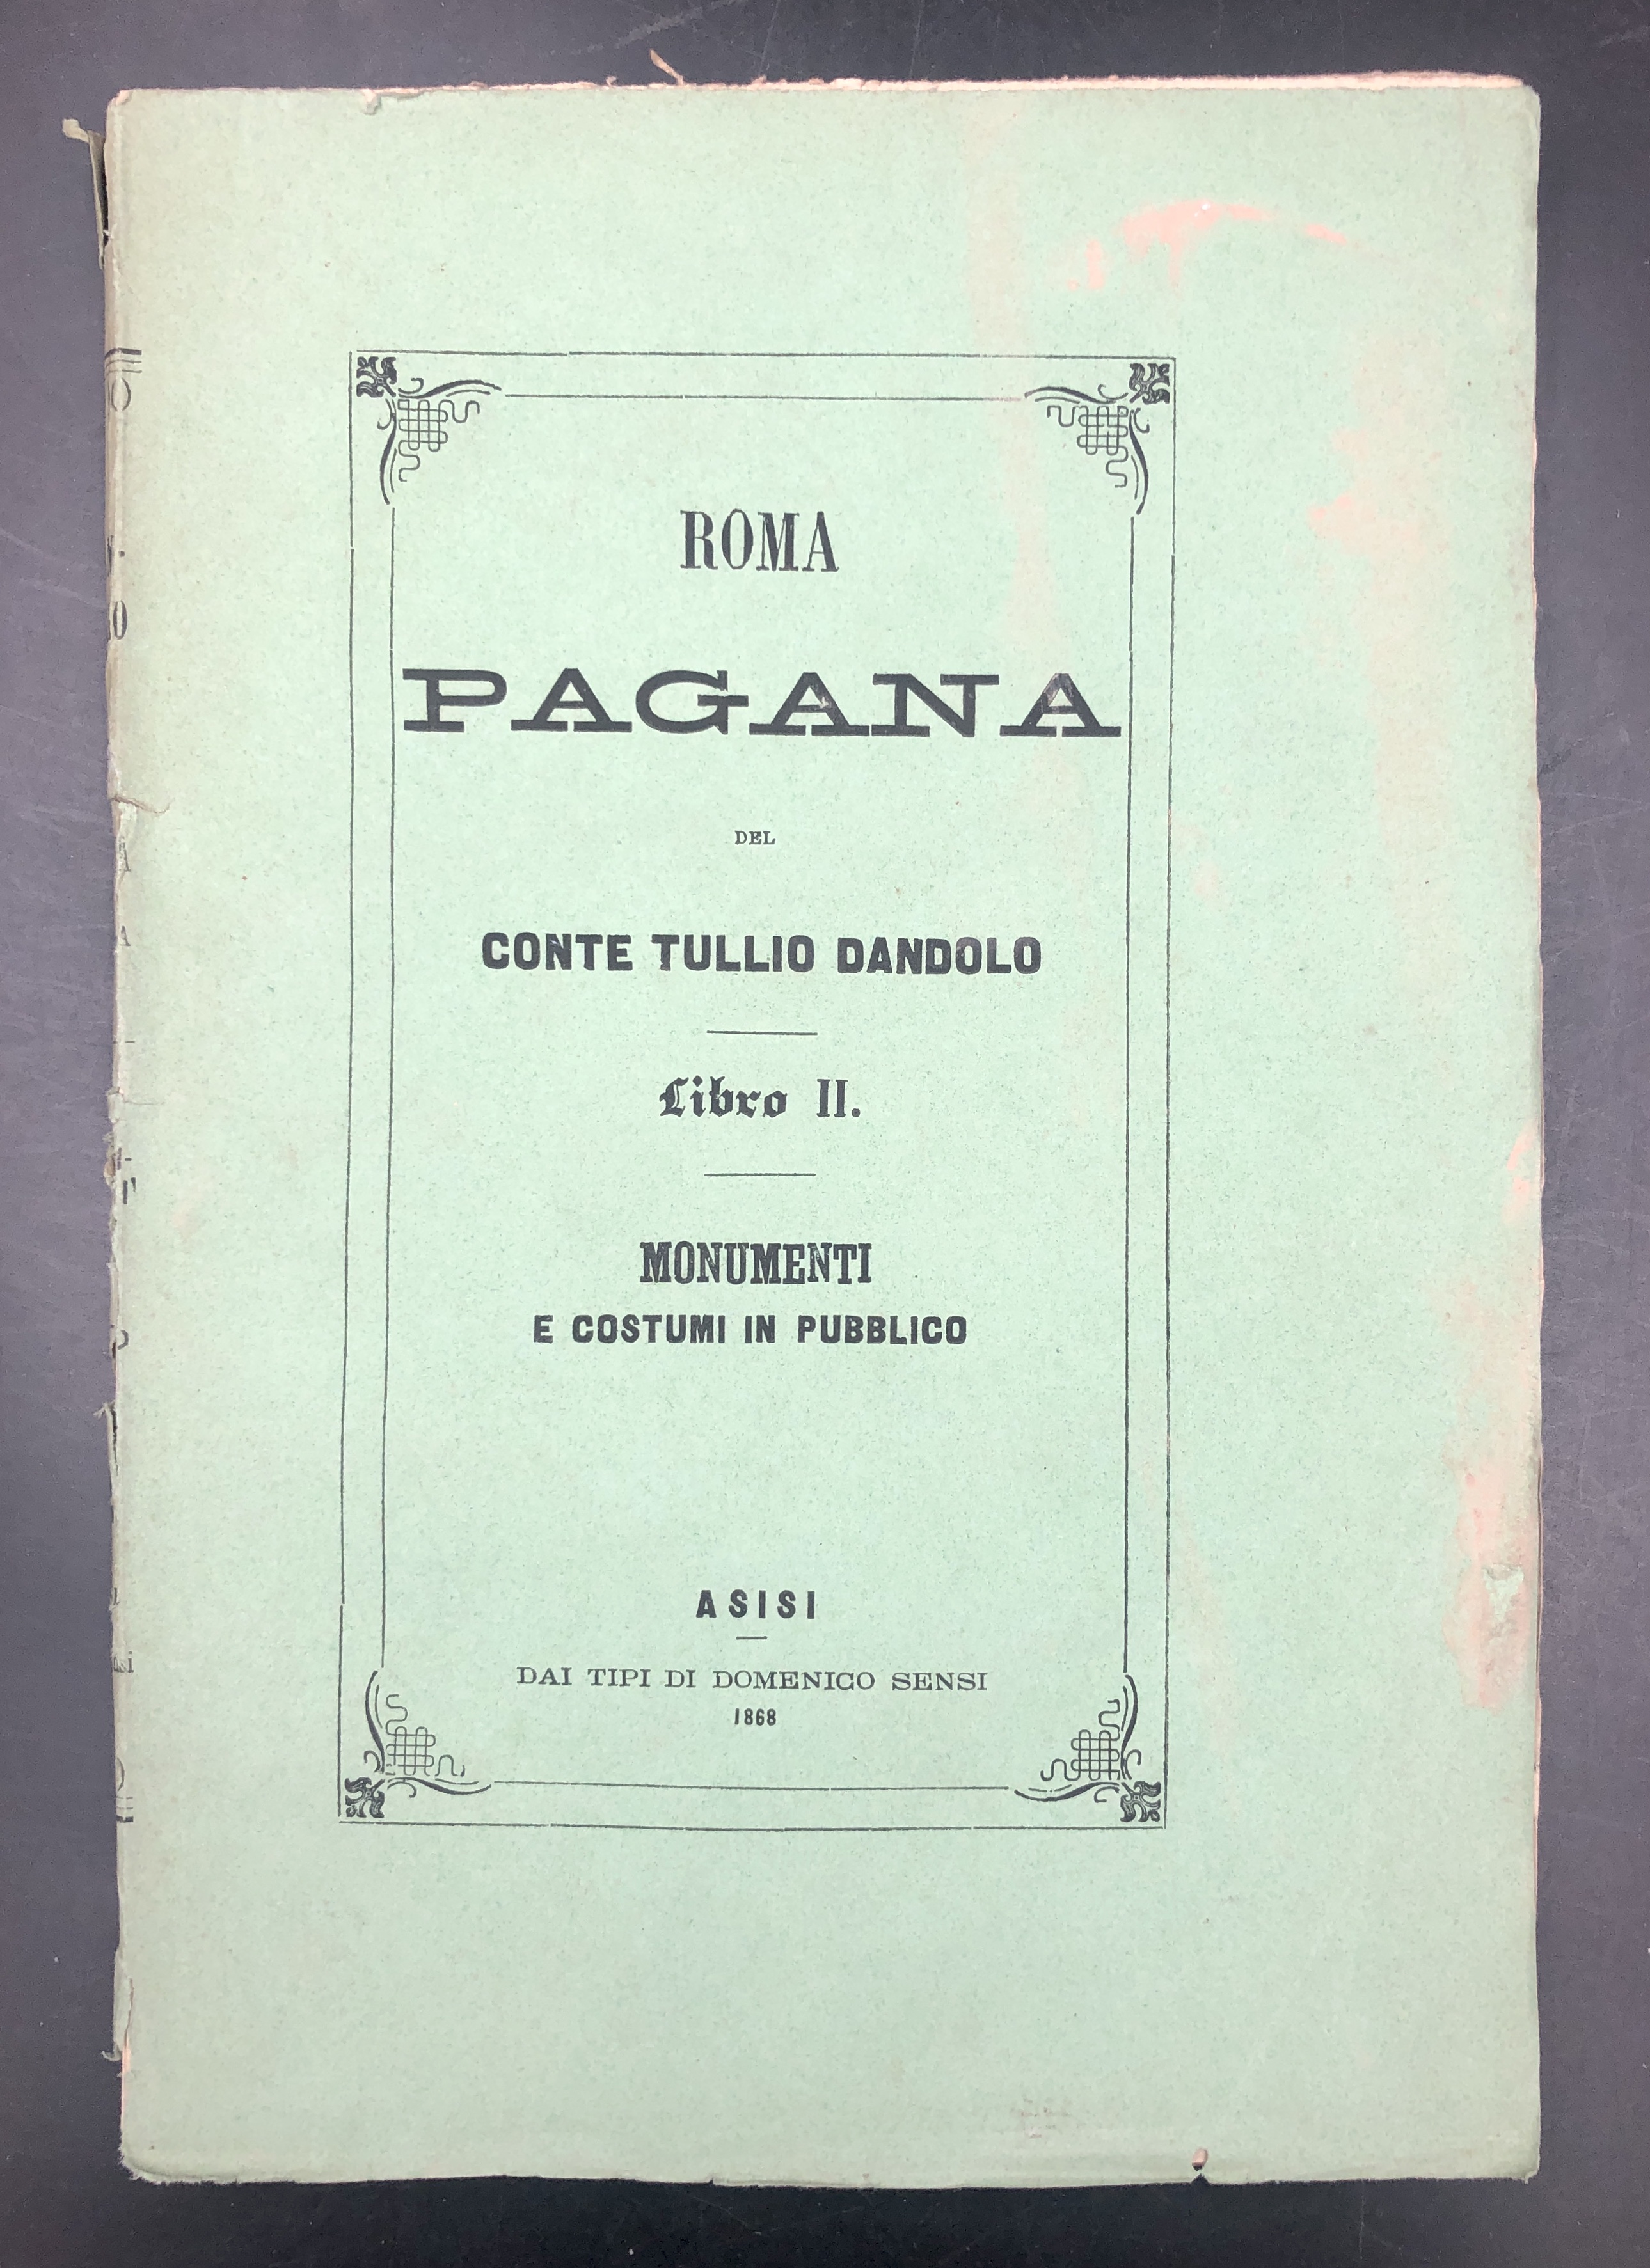 ROMA
PAGANA
DEL
CONTE TULLIO DANDOLO
Libro II.
MONUMENTI
E COSTUMI IN PUBBLICO
ASISI
DAI TIPI DI DOMENICO SENSI
1868